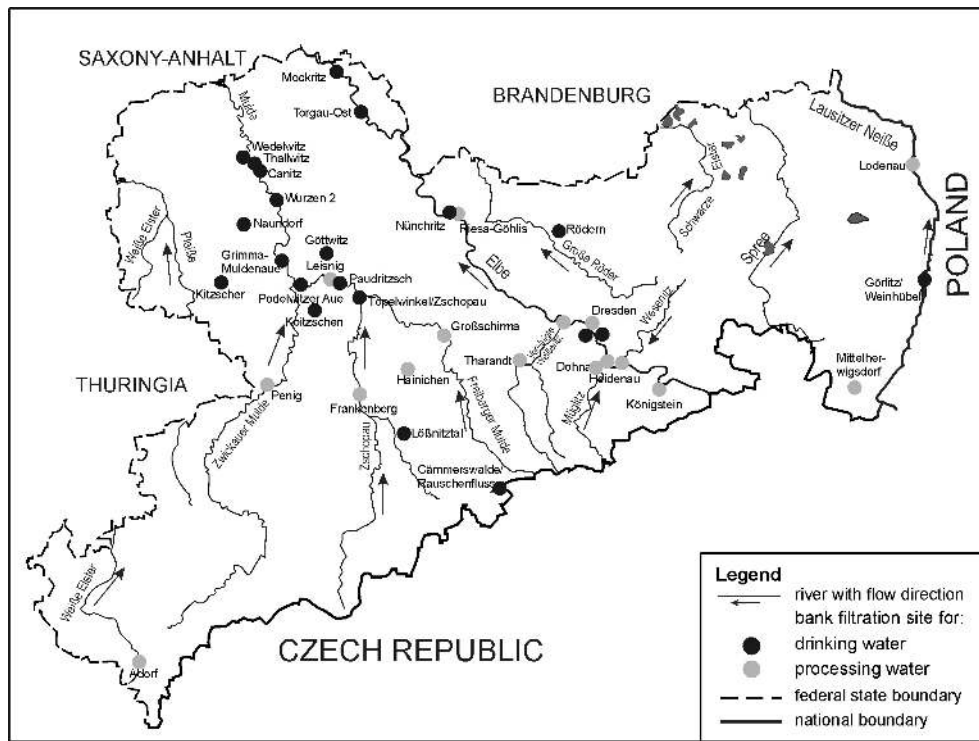 SAXONY-ANHALT
Mockritz
BRANDENBURG
Mulde
Torgau-Ost
Lausitzer Neiße
Elster
Wedelwitz
Thallwitz
Canitz
Lodenau
Wurzen 2
Schwarze
Weiße Elster
Pleiße
Naundorf
Nünchritz
Riesa-Göhlis
Rödern
Spree
POLAND
Göttwitz
Große Röder
Grimma-
Muldenaue
Leisnig
Elbe
Kitzscher
Paudritzsch
Görlitz/
Weinhübel
Podelwitzer Aue
Töpelwinkel/Zschopau
Wesenitz
Keitzschen
Dresden
Großschirma
Tharandt
Dohna
Heidenau
Mittelher-
wigsdorf
THURINGIA
Hainichen
Penig
Königstein
Frankenberg
Müglitz
Zwickauer Mulde
Freiberger Mulde
Zschopau
Lößnitztal
Cämmerswalde/
Rauschenfluss
Weiße Elster
CZECH REPUBLIC
Adorf
Legend
river with flow direction
bank filtration site for:
drinking water
processing water
federal state boundary
national boundary